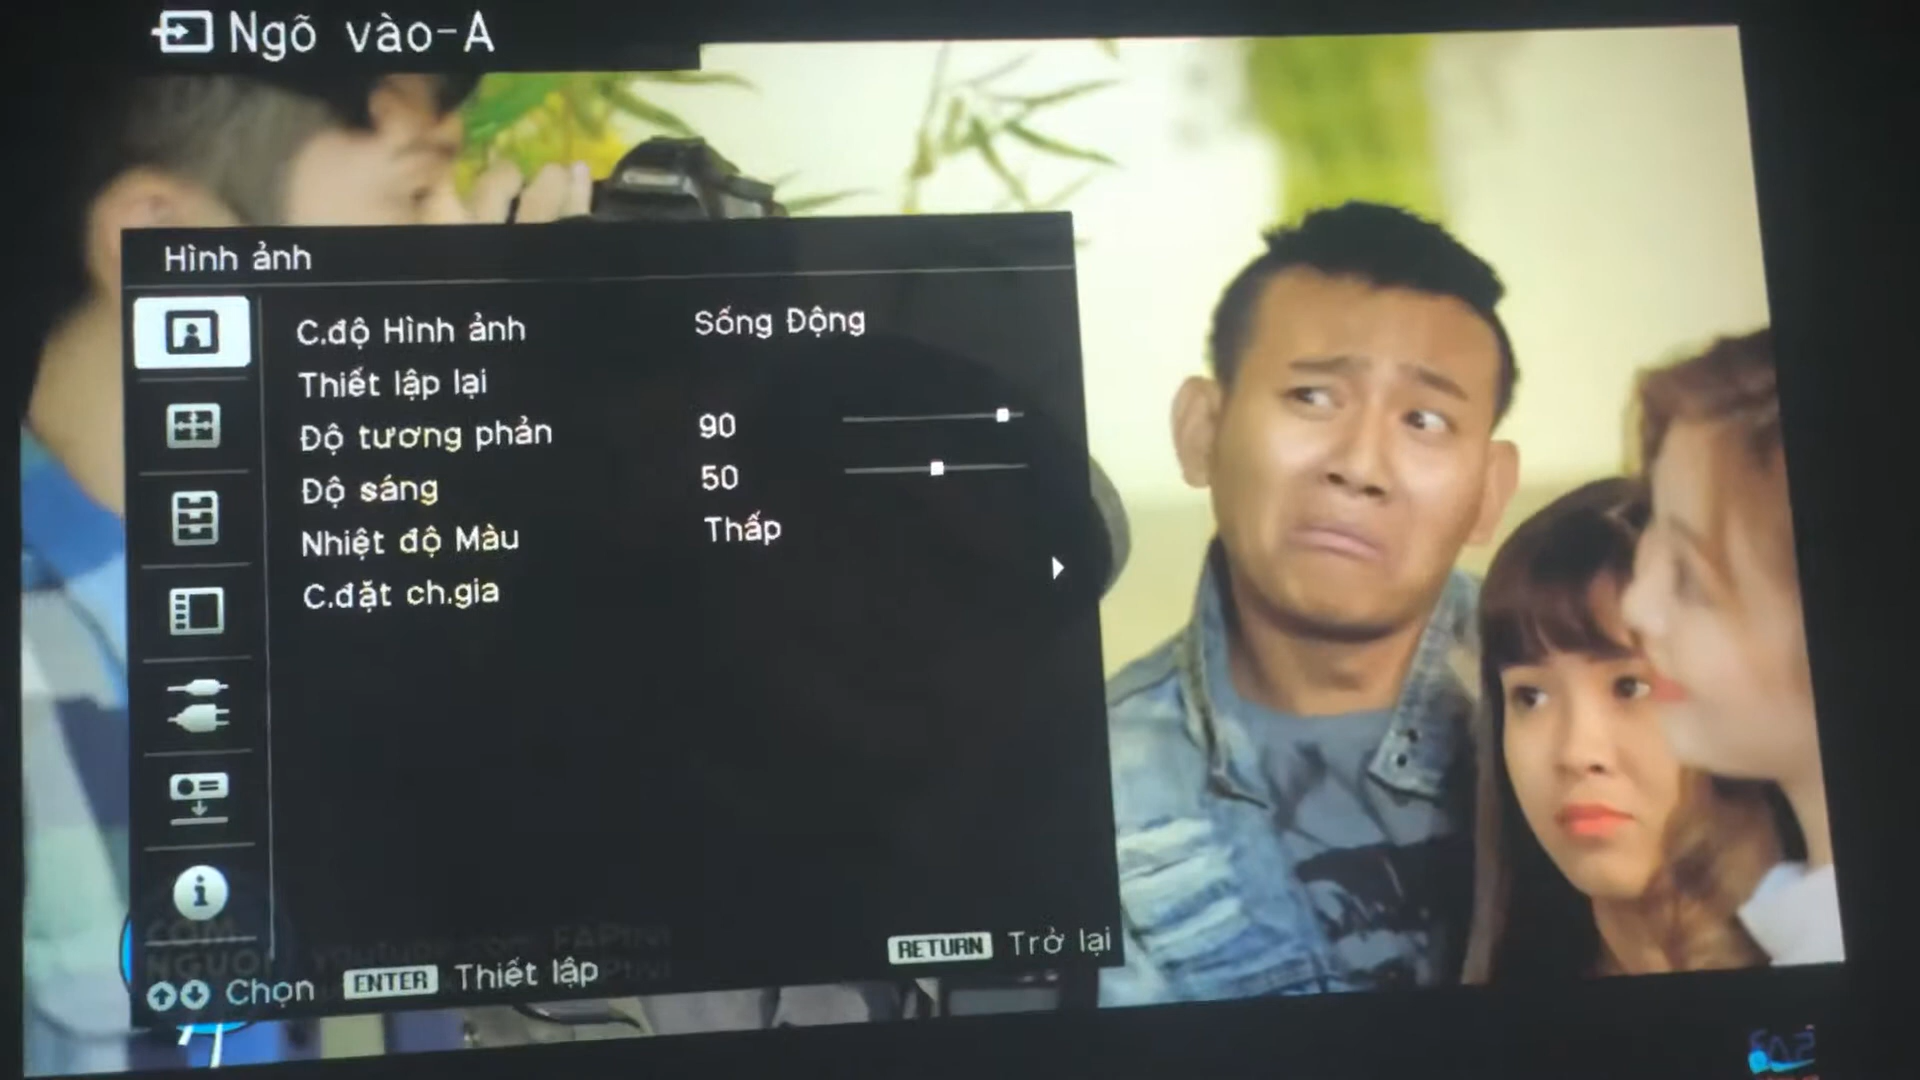 Ngõ vào-A
Hình ảnh
C.độ Hình ảnh Sống Động
Thiết lập lại
Độ tương phản 90
Độ sáng 50
Nhiệt độ Màu Thấp
C.đặt ch.gia
RETURN Trở lại
Chọn ENTER Thiết lập